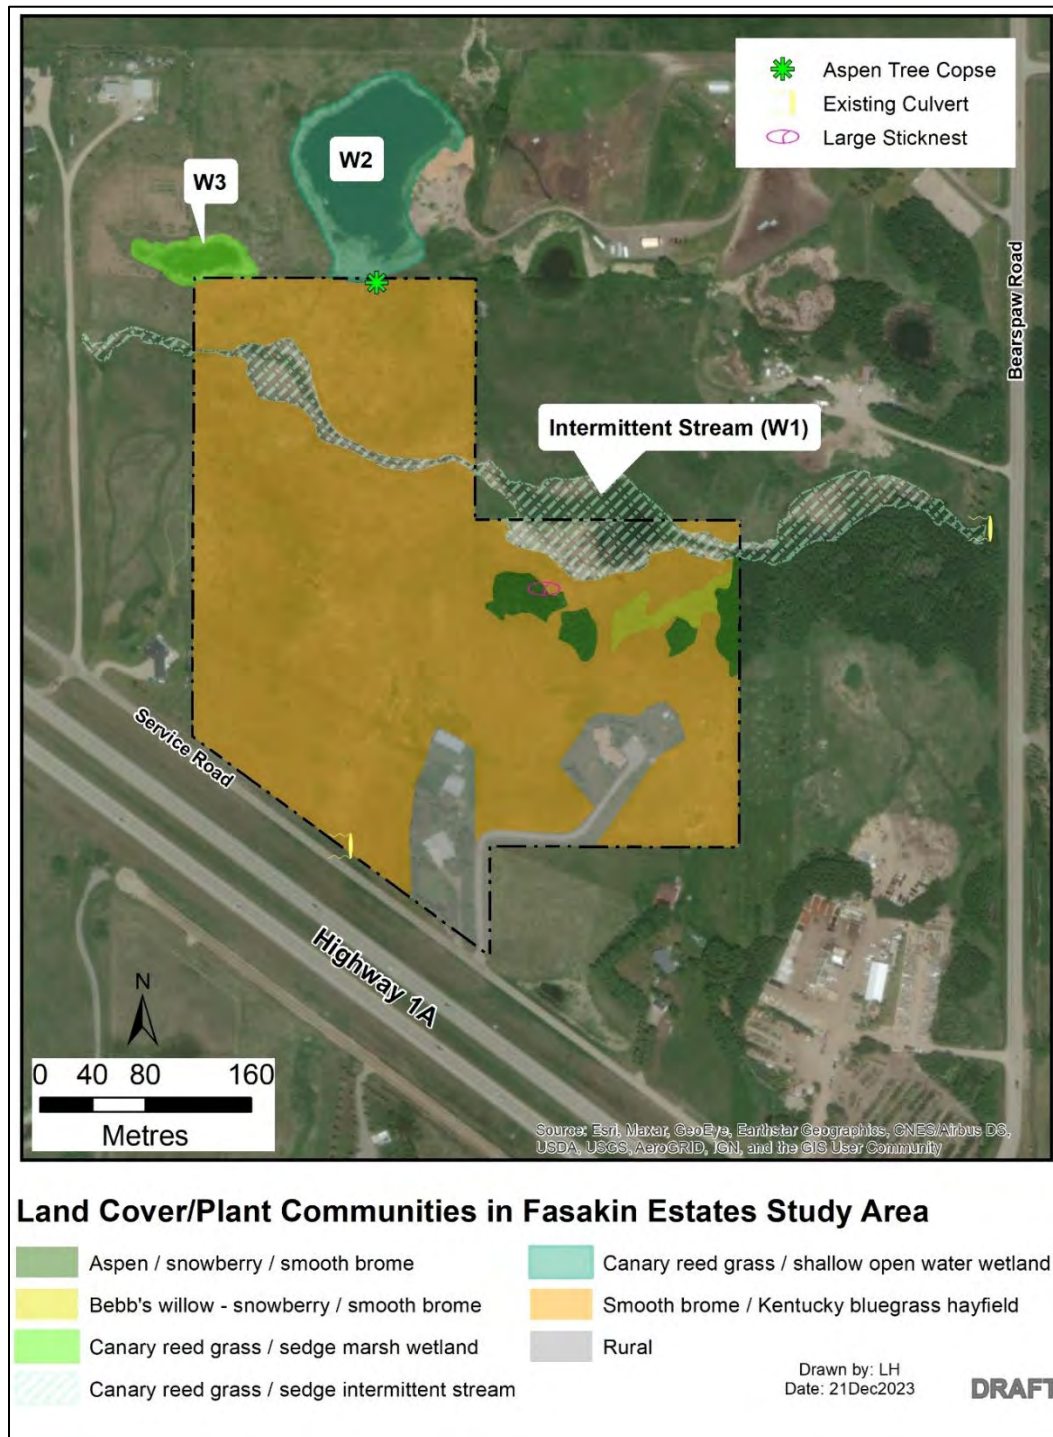 Aspen Tree Copse
Existing Culvert
Large Sticknest
W2
W3
Bearspaw Road
Intermittent Stream (W1)
Service Road
Highway 1A
N
0 40 80 160
Metres
Source: Esri, Maxar, GeoEye, Earthstar Geographics, CNES/Airbus DS,
USDA, USGS, AeroGRID, IGN, and the GIS User Community
Land Cover/Plant Communities in Fasakin Estates Study Area
Aspen / snowberry / smooth brome
Bebb's willow - snowberry / smooth brome
Canary reed grass / sedge marsh wetland
Canary reed grass / sedge intermittent stream
Canary reed grass / shallow open water wetland
Smooth brome / Kentucky bluegrass hayfield
Rural
Drawn by: LH
Date: 21Dec2023
DRAFT